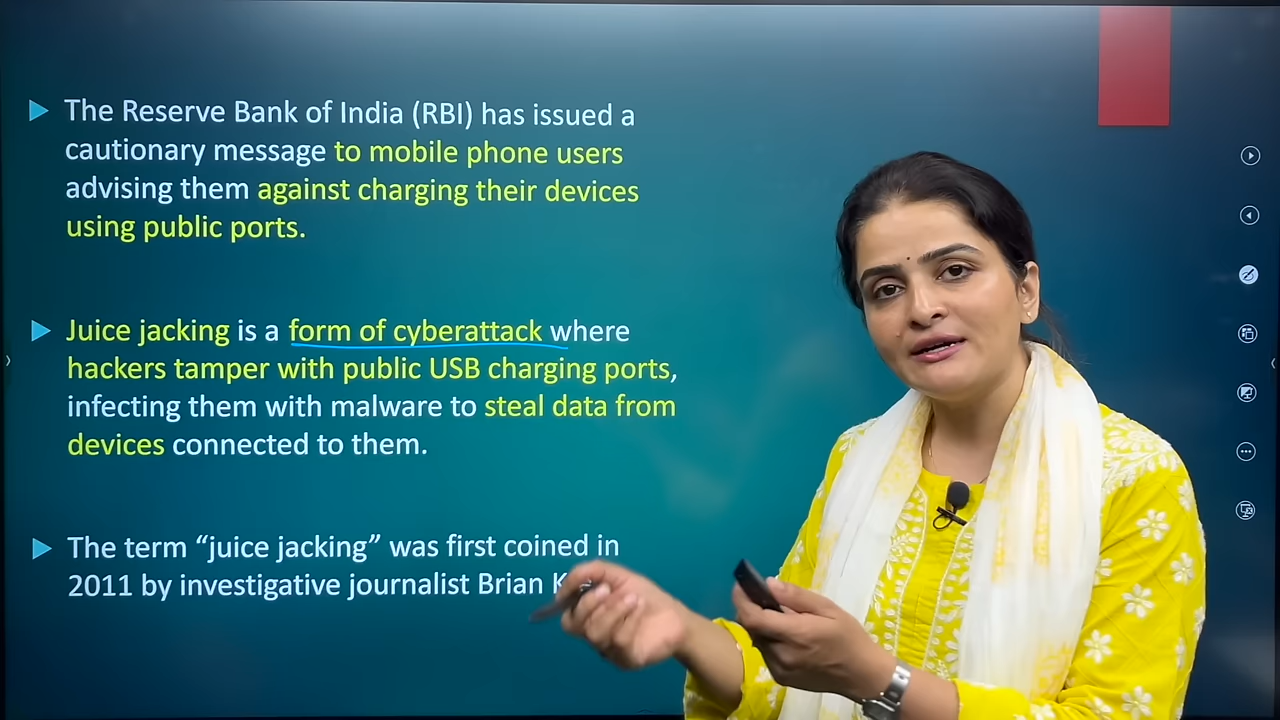 The Reserve Bank of India (RBI) has issued a
cautionary message to mobile phone users
advising them against charging their devices
using public ports.
Juice jacking is a form of cyberattack where
hackers tamper with public USB charging ports,
infecting them with malware to steal data from
devices connected to them.
The term “juice jacking” was first coined in
2011 by investigative journalist Brian